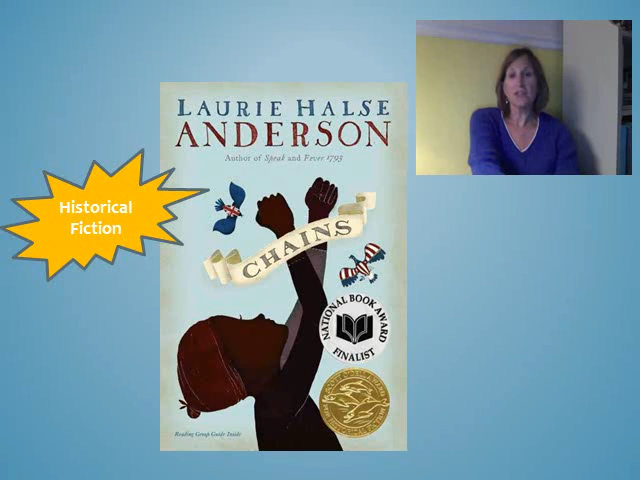 Historical
Fiction
LAURIE HALSE
ANDERSON
Author of Speak and Fever 1793
CHAINS
NATIONAL BOOK AWARD
FINALIST
Reading Group Guide Inside